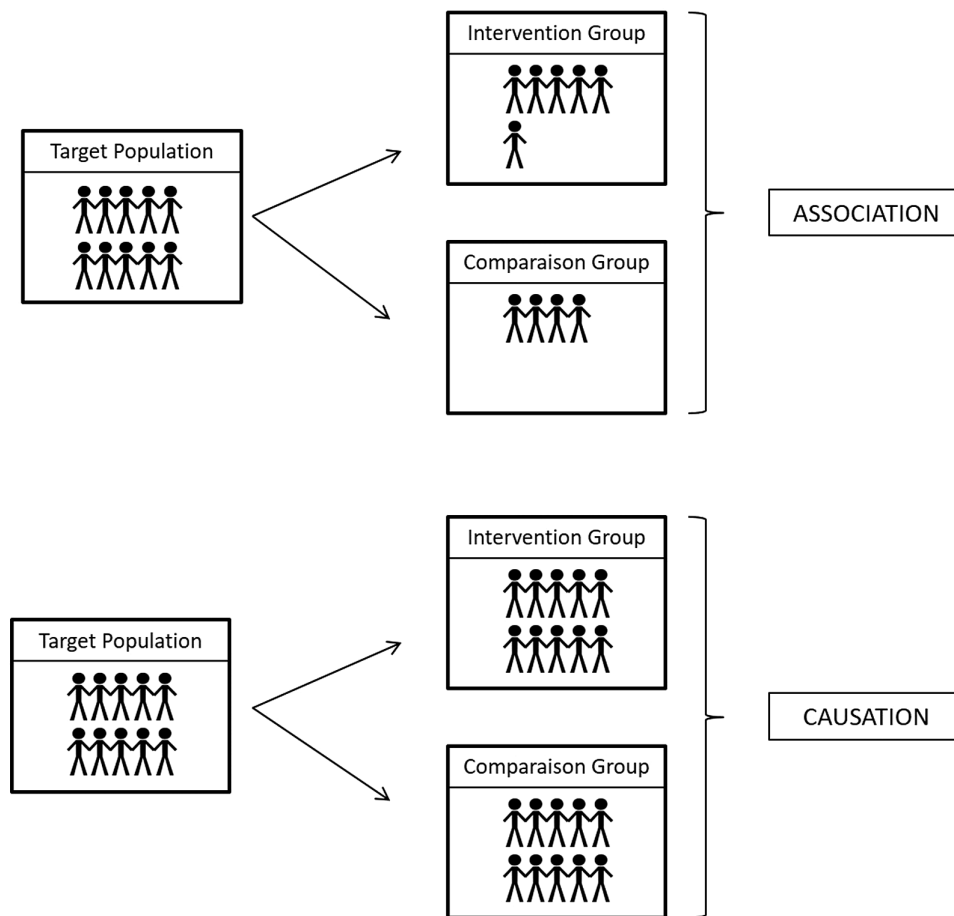 Intervention Group
Target Population
ASSOCIATION
Comparaison Group
Intervention Group
Target Population
CAUSATION
Comparaison Group